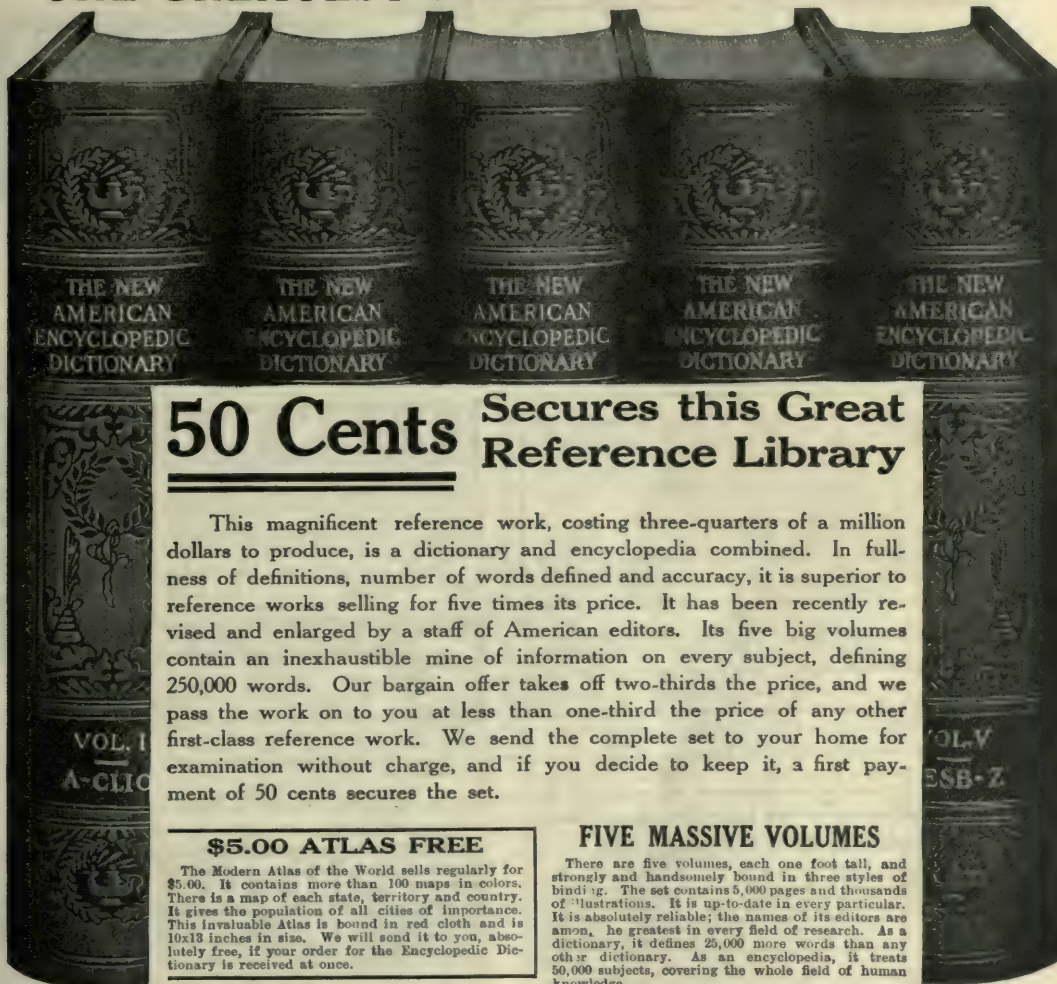 THE NEW
AMERICAN
ENCYCLOPEDIC
DICTIONARY
THE NEW
AMERICAN
ENCYCLOPEDIC
DICTIONARY
THE NEW
AMERICAN
ENCYCLOPEDIC
DICTIONARY
THE NEW
AMERICAN
ENCYCLOPEDIC
DICTIONARY
THE NEW
AMERICAN
ENCYCLOPEDIC
DICTIONARY
VOL. I
A-CLIC
OL. V
ESB-Z
50 Cents Secures this Great
Reference Library
This magnificent reference work, costing three-quarters of a million
dollars to produce, is a dictionary and encyclopedia combined. In full-
ness of definitions, number of words defined and accuracy, it is superior to
reference works selling for five times its price. It has been recently re-
vised and enlarged by a staff of American editors. Its five big volumes
contain an inexhaustible mine of information on every subject, defining
250,000 words. Our bargain offer takes off two-thirds the price, and we
pass the work on to you at less than one-third the price of any other
first-class reference work. We send the complete set to your home for
examination without charge, and if you decide to keep it, a first pay-
ment of 50 cents secures the set.
$5.00 ATLAS FREE
The Modern Atlas of the World sells regularly for
$5.00. It contains more than 100 maps in colors.
There is a map of each state, territory and country.
It gives the population of all cities of importance.
This invaluable Atlas is bound in red cloth and is
10x13 inches in size. We will send it to you, abso-
lutely free, if your order for the Encyclopedic Dic-
tionary is received at once.
FIVE MASSIVE VOLUMES
There are five volumes, each one foot tall, and
strongly and handsomely bound in three styles of
bindi g. The set contains 5,000 pages and thousands
of llustrations. It is up-to-date in every particular.
It is absolutely reliable; the names of its editors are
amon, he greatest in every field of research. As a
dictionary, it defines 25,000 more words than any
oth r dictionary. As an encyclopedia, it treats
50,000 subjects, covering the whole field of human
knowledge